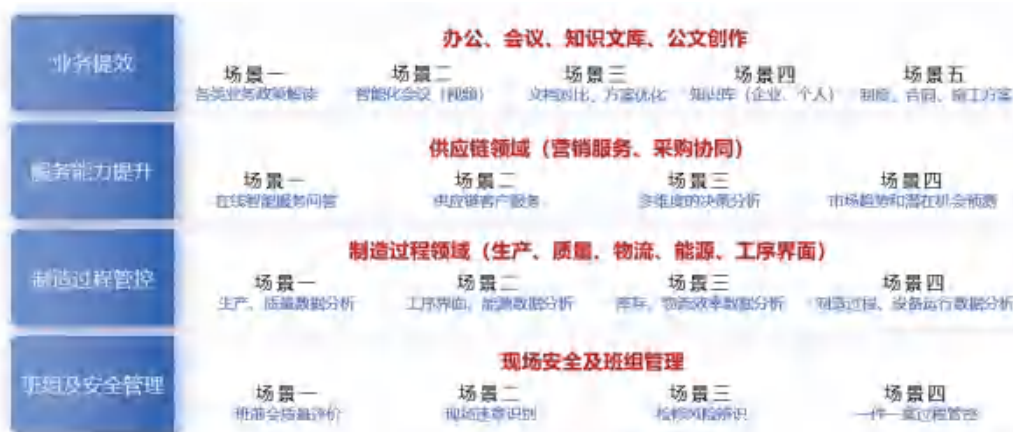 业务提效
办公、会议、知识文库、公文创作
场景一 场景二 场景三 场景四 场景五
各类业务政策解读 智能化会议(视频) 文档对比、方案优化 知识库(企业、个人) 制度、合同、施工方案
服务能力提升
供应链领域(营销服务、采购协同)
场景一 场景二 场景三 场景四
在线智能服务问答 供应链客户服务 多维度的决策分析 市场趋势和潜在机会预测
制造过程管控
制造过程领域(生产、质量、物流、能源、工序界面)
场景一 场景二 场景三 场景四
生产、质量数据分析 工序界面、能源数据分析 库存、物流效率数据分析 制造过程、设备运行数据分析
班组及安全管理
现场安全及班组管理
场景一 场景二 场景三 场景四
班前会质量评价 现场违章识别 检修风险辨识 一件一案过程管控